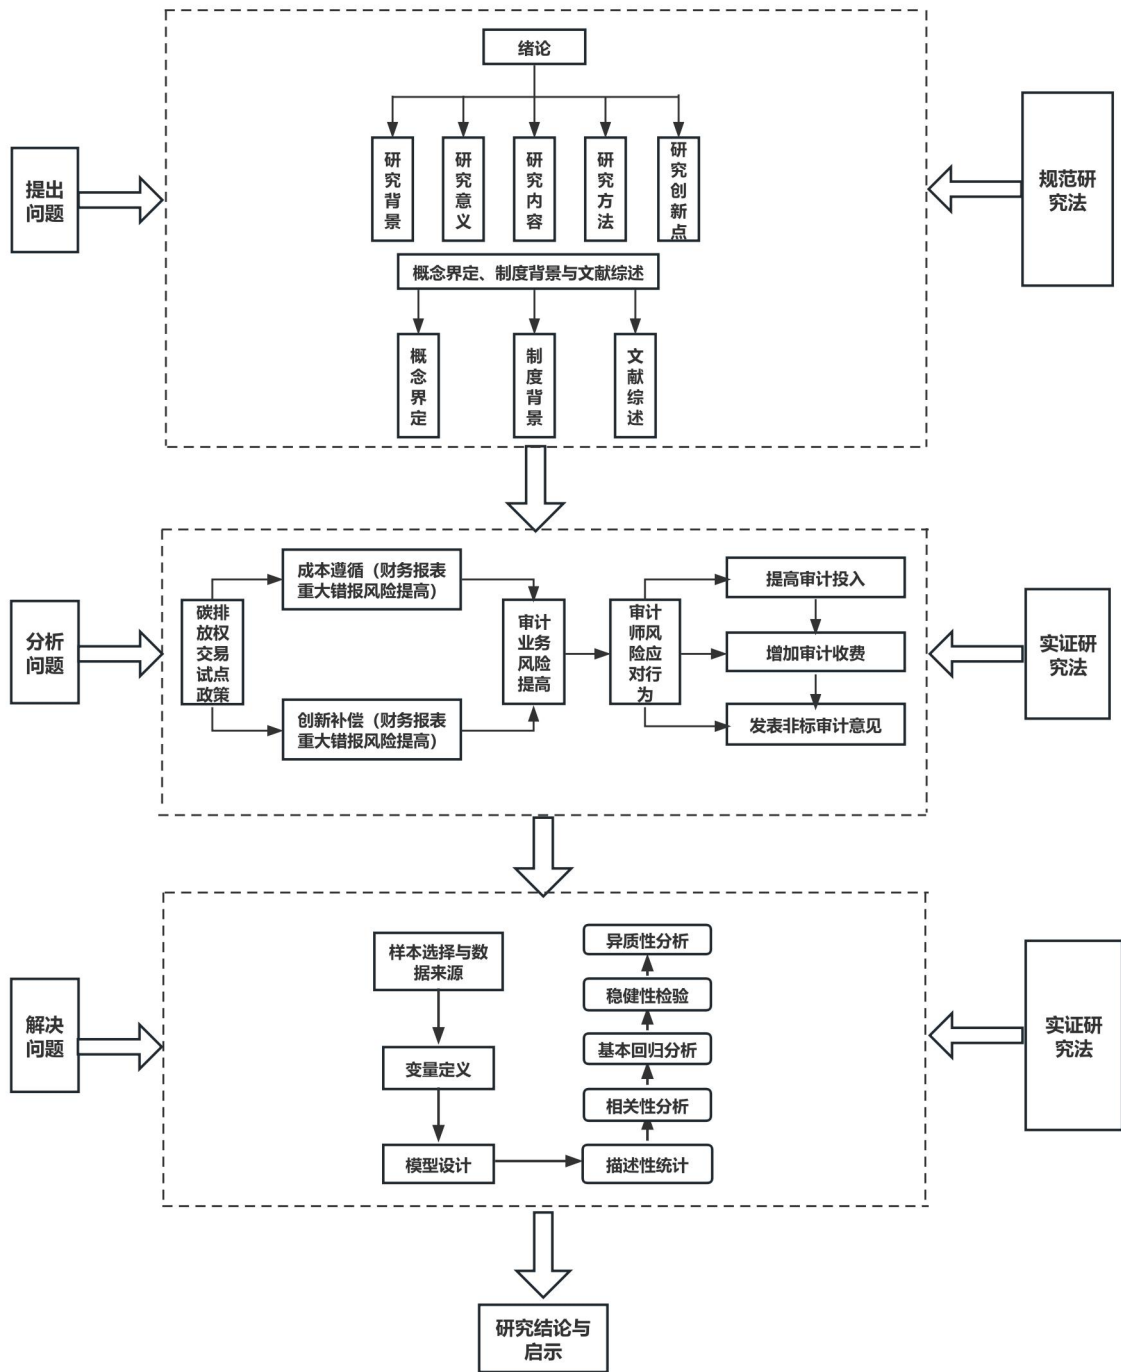 绪论
提出
问题
研究背景
研究意义
研究内容
研究方法
研究创新点
规范研
究法
概念界定、制度背景与文献综述
概念界定
制度背景
文献综述
分析
问题
碳排
放权
交易
试点
政策
成本遵循（财务报表
重大错报风险提高）
创新补偿（财务报表
重大错报风险提高）
审计
业务
风险
提高
审计
师风
险应
对行
为
提高审计投入
增加审计收费
发表非标审计意见
实证研
究法
解决
问题
样本选择与数
据来源
变量定义
模型设计
描述性统计
相关性分析
基本回归分析
稳健性检验
异质性分析
实证研
究法
研究结论与
启示